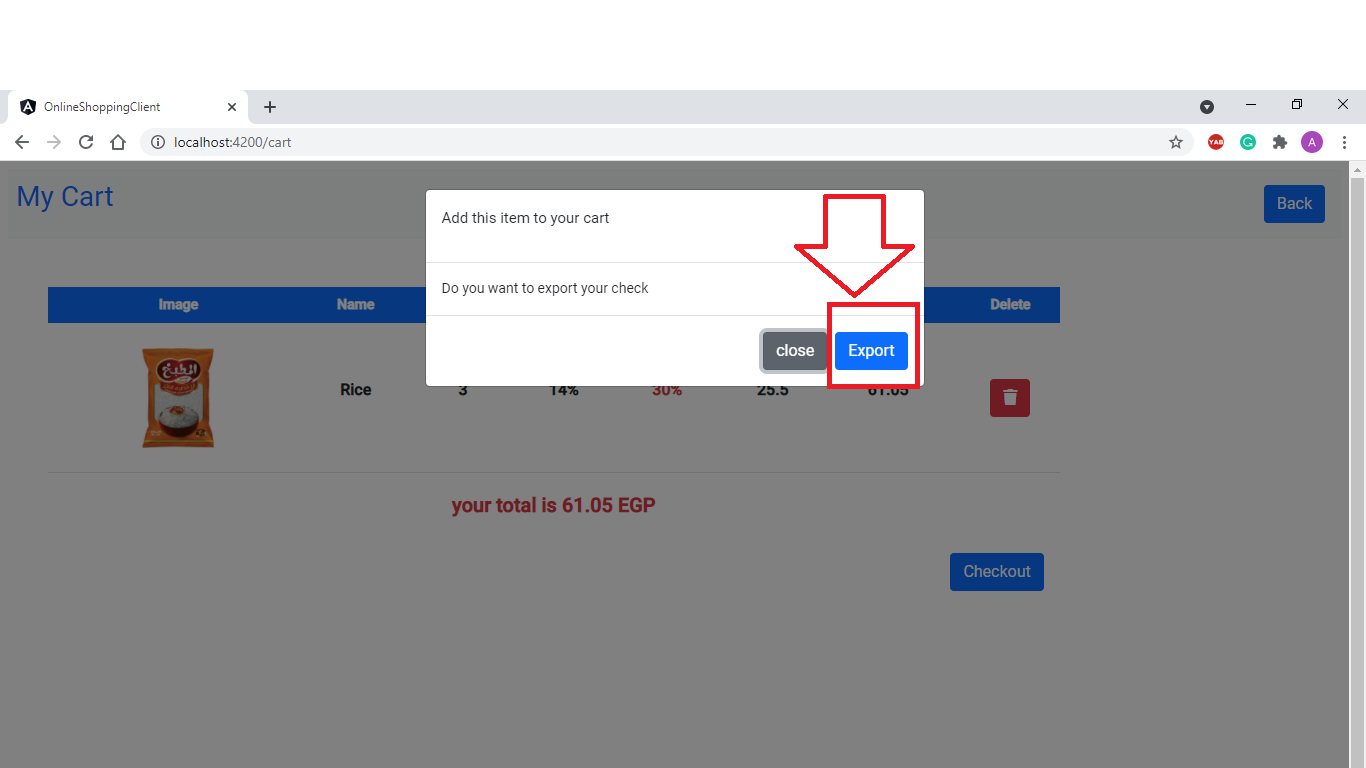 OnlineShoppingClient
localhost:4200/cart
YAB
A
My Cart
Back
Add this item to your cart
Do you want to export your check
close
Export
Image
Name
Delete
المطبخ
Rice
3
14%
30%
25.5
61.05
your total is 61.05 EGP
Checkout